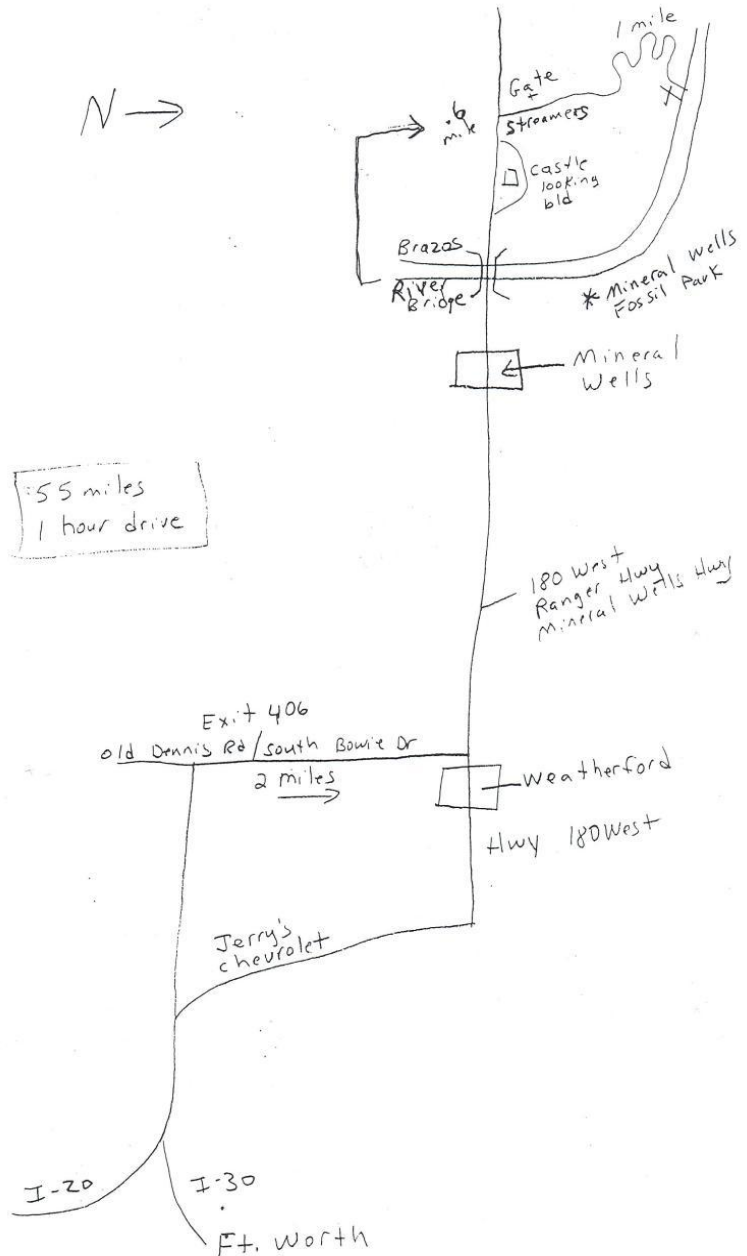 1 mile
N
Gate
+
Streamers
.6
mile
Castle
looking
bld
Brazos
River
Bridge
* Mineral Wells
Fossil Park
Mineral
Wells
55 miles
1 hour drive
180 West
Ranger Hwy
Mineral Wells Hwy
Exit 406
Old Dennis Rd/South Bowie Dr
2 miles
Weatherford
Hwy 180 West
Jerry's
chevrolet
I-20
I-30
Ft. Worth